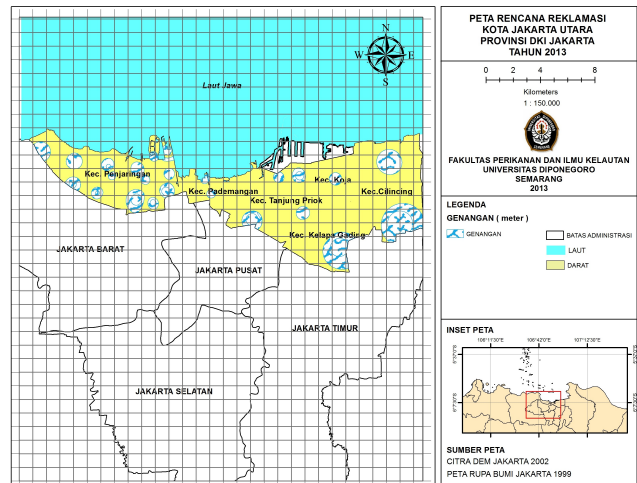 PETA RENCANA REKLAMASI
KOTA JAKARTA UTARA
PROVINSI DKI JAKARTA
TAHUN 2013
0 2 4 8
Kilometers
1 : 150.000
FAKULTAS PERIKANAN DAN ILMU KELAUTAN
UNIVERSITAS DIPONEGORO
SEMARANG
2013
LEGENDA
GENANGAN ( meter )
GENANGAN
BATAS ADMINISTRASI
LAUT
DARAT
INSET PETA
106°11'30"E 106°42'0"E 107°12'30"E
SUMBER PETA
CITRA DEM JAKARTA 2002
PETA RUPA BUMI JAKARTA 1999
N
W E
S
Laut Jawa
Kec. Penjaringan
Kec. Pademangan
Kec. Koja
Kec.Cilincing
Kec. Tanjung Priok
Kec. Kelapa Gading
JAKARTA BARAT
JAKARTA PUSAT
JAKARTA TIMUR
JAKARTA SELATAN